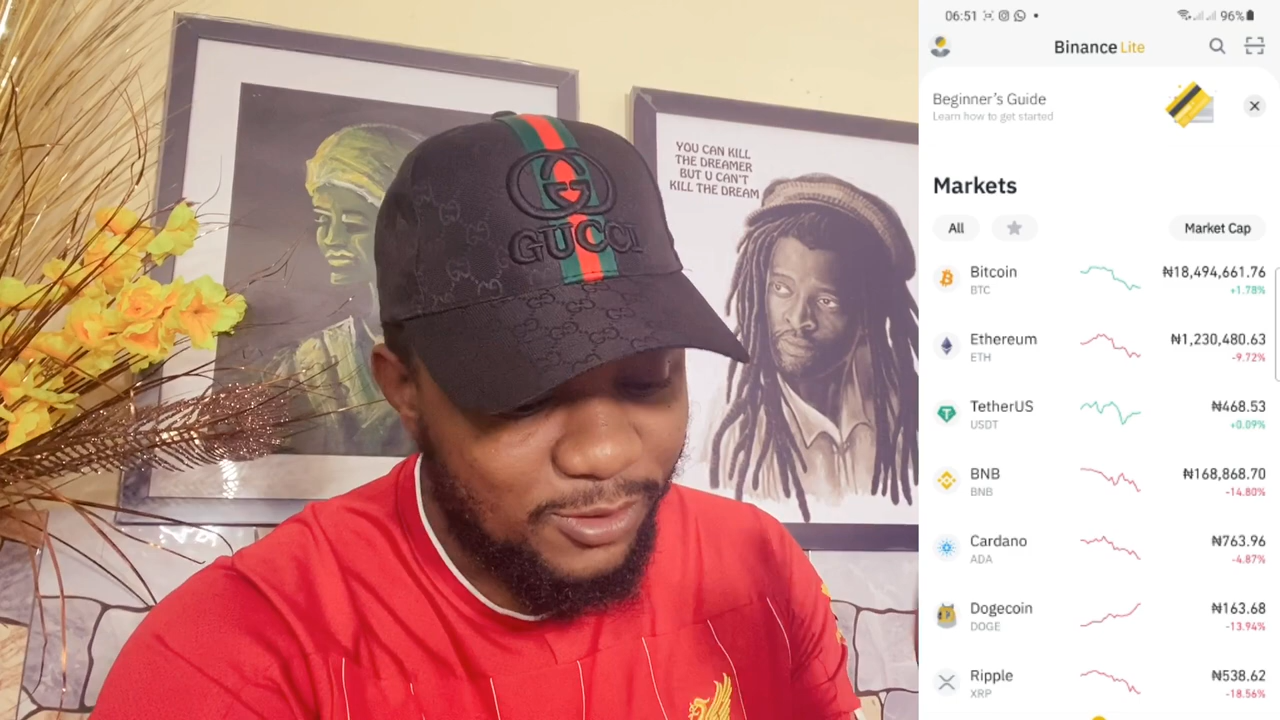 GUCCI
YOU CAN KILL
THE DREAMER
BUT U CAN'T
KILL THE DREAM
06:51
96%
Binance Lite
Beginner's Guide
Learn how to get started
Markets
All
Market Cap
Bitcoin
₦18,494,661.76
BTC
+1.78%
Ethereum
₦1,230,480.63
ETH
-9.72%
TetherUS
₦468.53
USDT
+0.09%
BNB
₦168,868.70
BNB
-14.80%
Cardano
₦763.96
ADA
-4.87%
Dogecoin
₦163.68
DOGE
-13.94%
Ripple
₦538.62
XRP
-18.56%